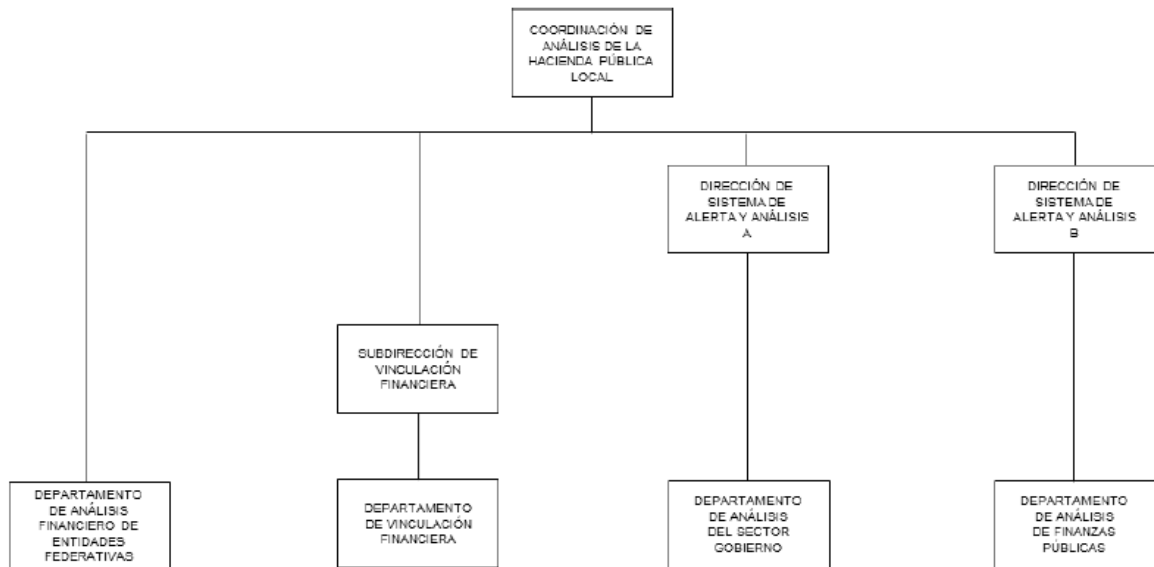 COORDINACIÓN DE
ANÁLISIS DE LA
HACIENDA PÚBLICA
LOCAL
DIRECCIÓN DE
SISTEMA DE
ALERTA Y ANÁLISIS
A
DIRECCIÓN DE
SISTEMA DE
ALERTA Y ANÁLISIS
B
SUBDIRECCIÓN DE
VINCULACIÓN
FINANCIERA
DEPARTAMENTO
DE ANÁLISIS
FINANCIERO DE
ENTIDADES
FEDERATIVAS
DEPARTAMENTO
DE VINCULACIÓN
FINANCIERA
DEPARTAMENTO
DE ANÁLISIS
DEL SECTOR
GOBIERNO
DEPARTAMENTO
DE ANÁLISIS
DE FINANZAS
PÚBLICAS